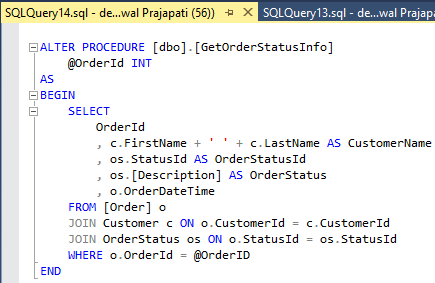 SQLQuery14.sql - de...wal Prajapati (56)) SQLQuery13.sql - de...wal Prajapa
ALTER PROCEDURE [dbo].[GetOrderStatusInfo]
@OrderId INT
AS
BEGIN
SELECT
OrderId
, c.FirstName + ' ' + c.LastName AS CustomerName
, os.StatusId AS OrderStatusId
, os.[Description] AS OrderStatus
, o.OrderDateTime
FROM [Order] o
JOIN Customer c ON o.CustomerId = c.CustomerId
JOIN OrderStatus os ON o.StatusId = os.StatusId
WHERE o.OrderId = @OrderID
END